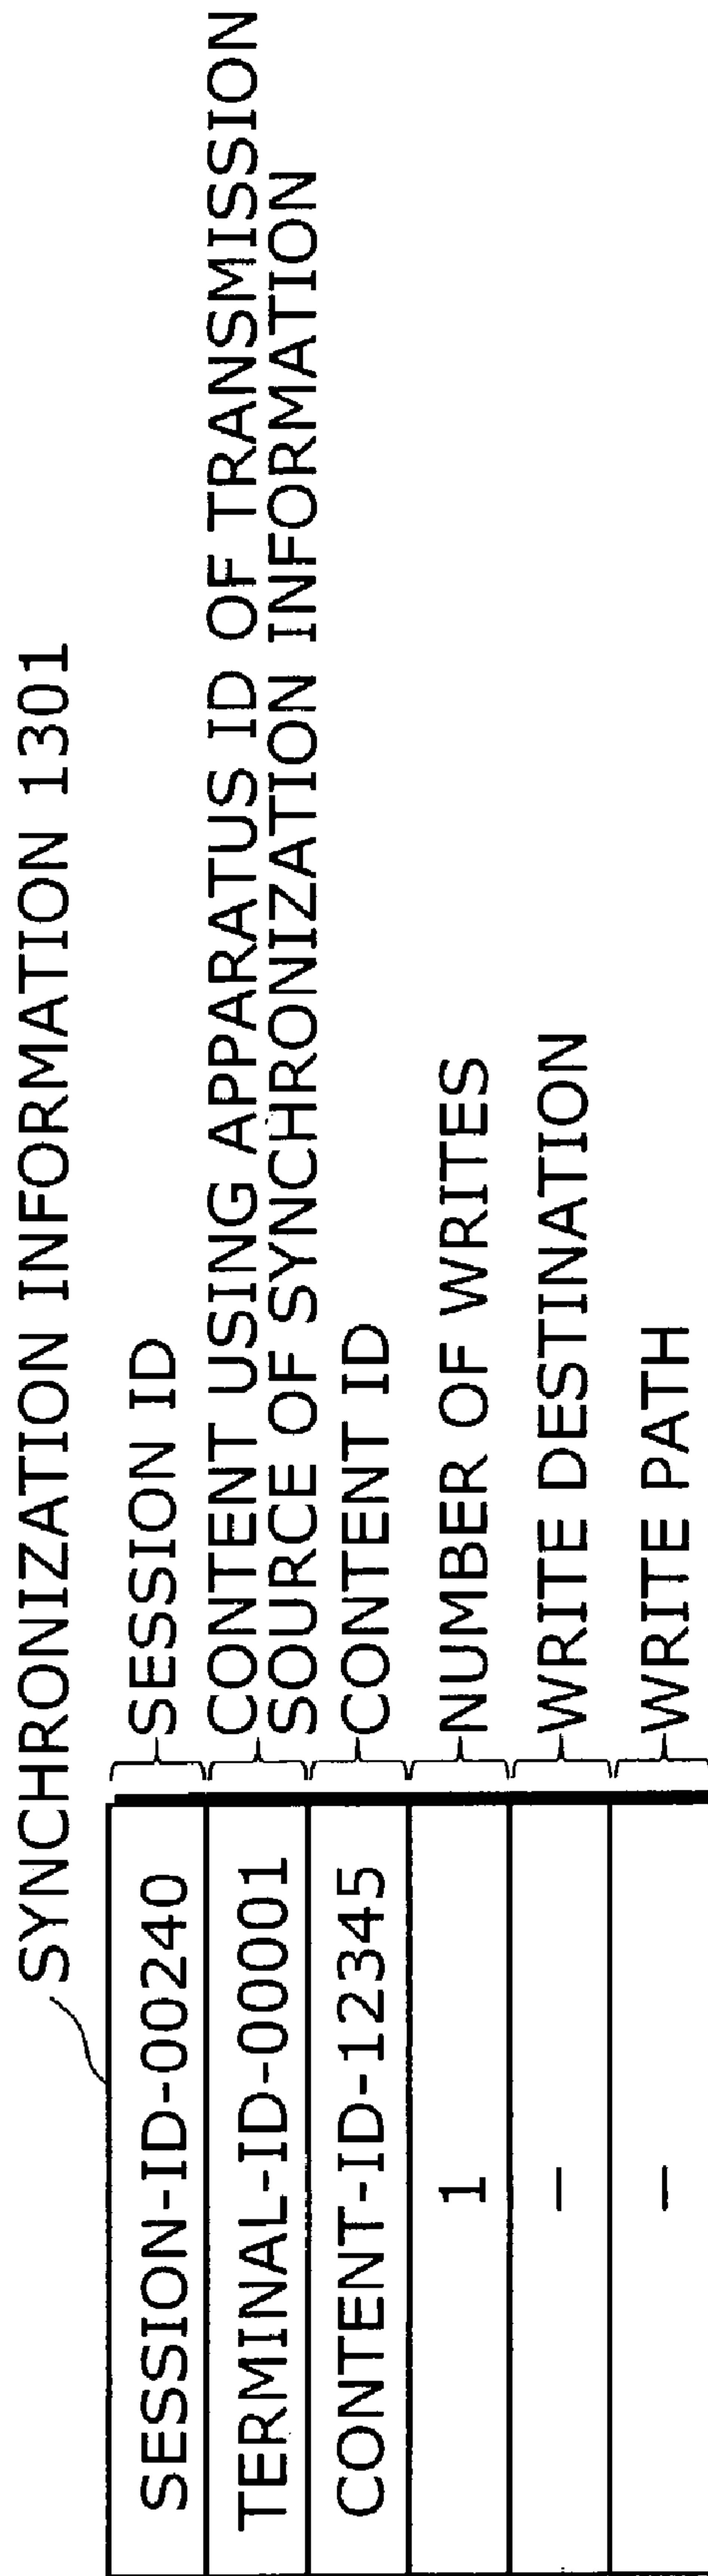 SYNCHRONIZATION INFORMATION 1301
SESSION-ID-00240 SESSION ID
TERMINAL-ID-00001 CONTENT USING APPARATUS ID OF TRANSMISSION
SOURCE OF SYNCHRONIZATION INFORMATION
CONTENT-ID-12345 CONTENT ID
1 NUMBER OF WRITES
– WRITE DESTINATION
– WRITE PATH